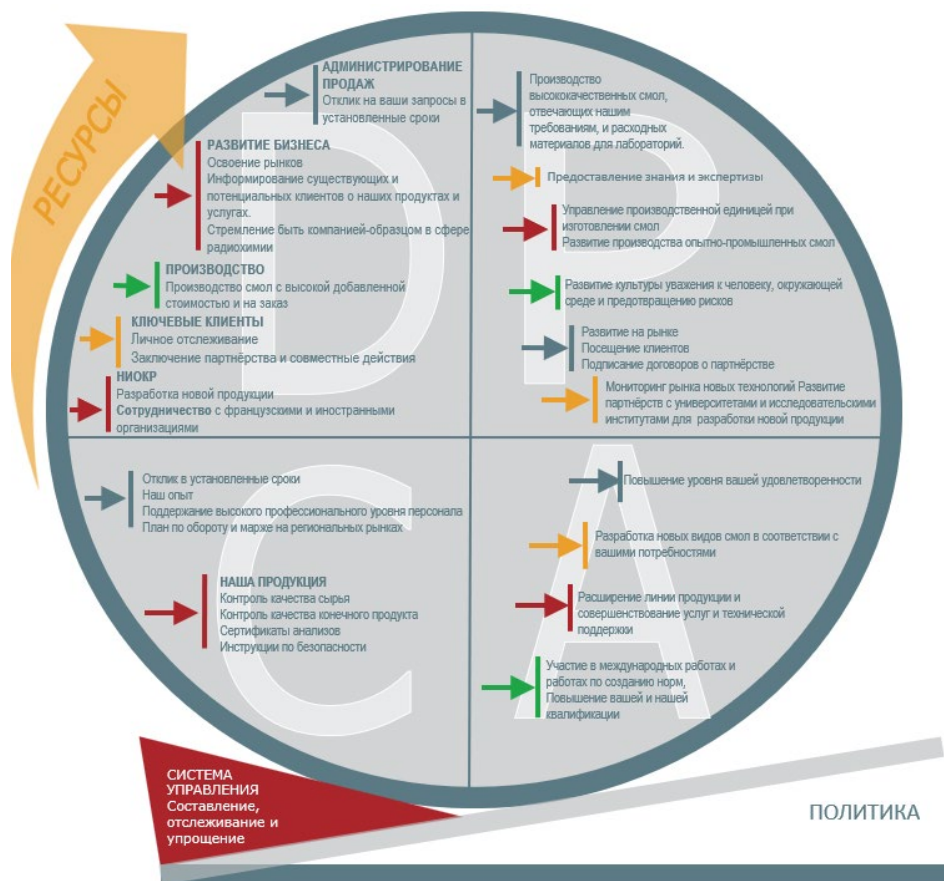 РЕСУРСЫ
D
АДМИНИСТРИРОВАНИЕ
ПРОДАЖ
Отклик на ваши запросы в
установленные сроки
РАЗВИТИЕ БИЗНЕСА
Освоение рынков
Информирование существующих и
потенциальных клиентов о наших продуктах и
услугах.
Стремление быть компанией-образцом в сфере
радиохимии
ПРОИЗВОДСТВО
Производство смол с высокой добавленной
стоимостью и на заказ
КЛЮЧЕВЫЕ КЛИЕНТЫ
Личное отслеживание
Заключение партнёрства и совместные действия
НИОКР
Разработка новой продукции
Сотрудничество с французскими и иностранными
организациями
P
Производство
высококачественных смол,
отвечающих нашим
требованиям, и расходных
материалов для лабораторий.
Предоставление знания и экспертизы
Управление производственной единицей при
изготовлении смол
Развитие производства опытно-промышленных смол
Развитие культуры уважения к человеку, окружающей
среде и предотвращению рисков
Развитие на рынке
Посещение клиентов
Подписание договоров о партнёрстве
Мониторинг рынка новых технологий Развитие
партнёрств с университетами и исследовательскими
институтами для разработки новой продукции
C
Отклик в установленные сроки
Наш опыт
Поддержание высокого профессионального уровня персонала
План по обороту и марже на региональных рынках
НАША ПРОДУКЦИЯ
Контроль качества сырья
Контроль качества конечного продукта
Сертификаты анализов
Инструкции по безопасности
A
Повышение уровня вашей удовлетворенности
Разработка новых видов смол в соответствии с
вашими потребностями
Расширение линии продукции и
совершенствование услуг и технической
поддержки
Участие в международных работах и
работах по созданию норм,
Повышение вашей и нашей
квалификации
СИСТЕМА
УПРАВЛЕНИЯ
Составление,
отслеживание и
упрощение
ПОЛИТИКА